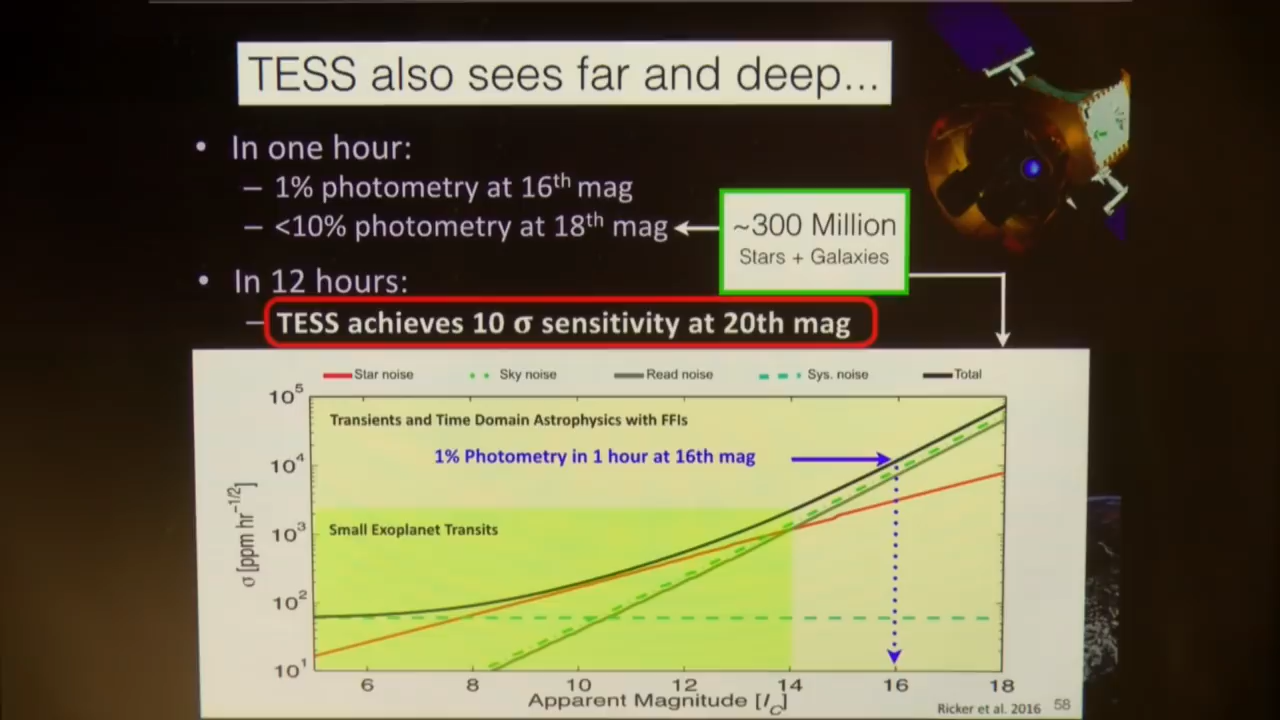 TESS also sees far and deep...
• In one hour:
– 1% photometry at 16th mag
– <10% photometry at 18th mag
~300 Million
Stars + Galaxies
• In 12 hours:
– TESS achieves 10 σ sensitivity at 20th mag
Star noise Sky noise Read noise Sys. noise Total
Transients and Time Domain Astrophysics with FFIs
1% Photometry in 1 hour at 16th mag
Small Exoplanet Transits
σ [ppm hr^-1/2]
10^5
10^4
10^3
10^2
10^1
6 8 10 12 14 16 18
Apparent Magnitude [I_C]
Ricker et al. 2016 58